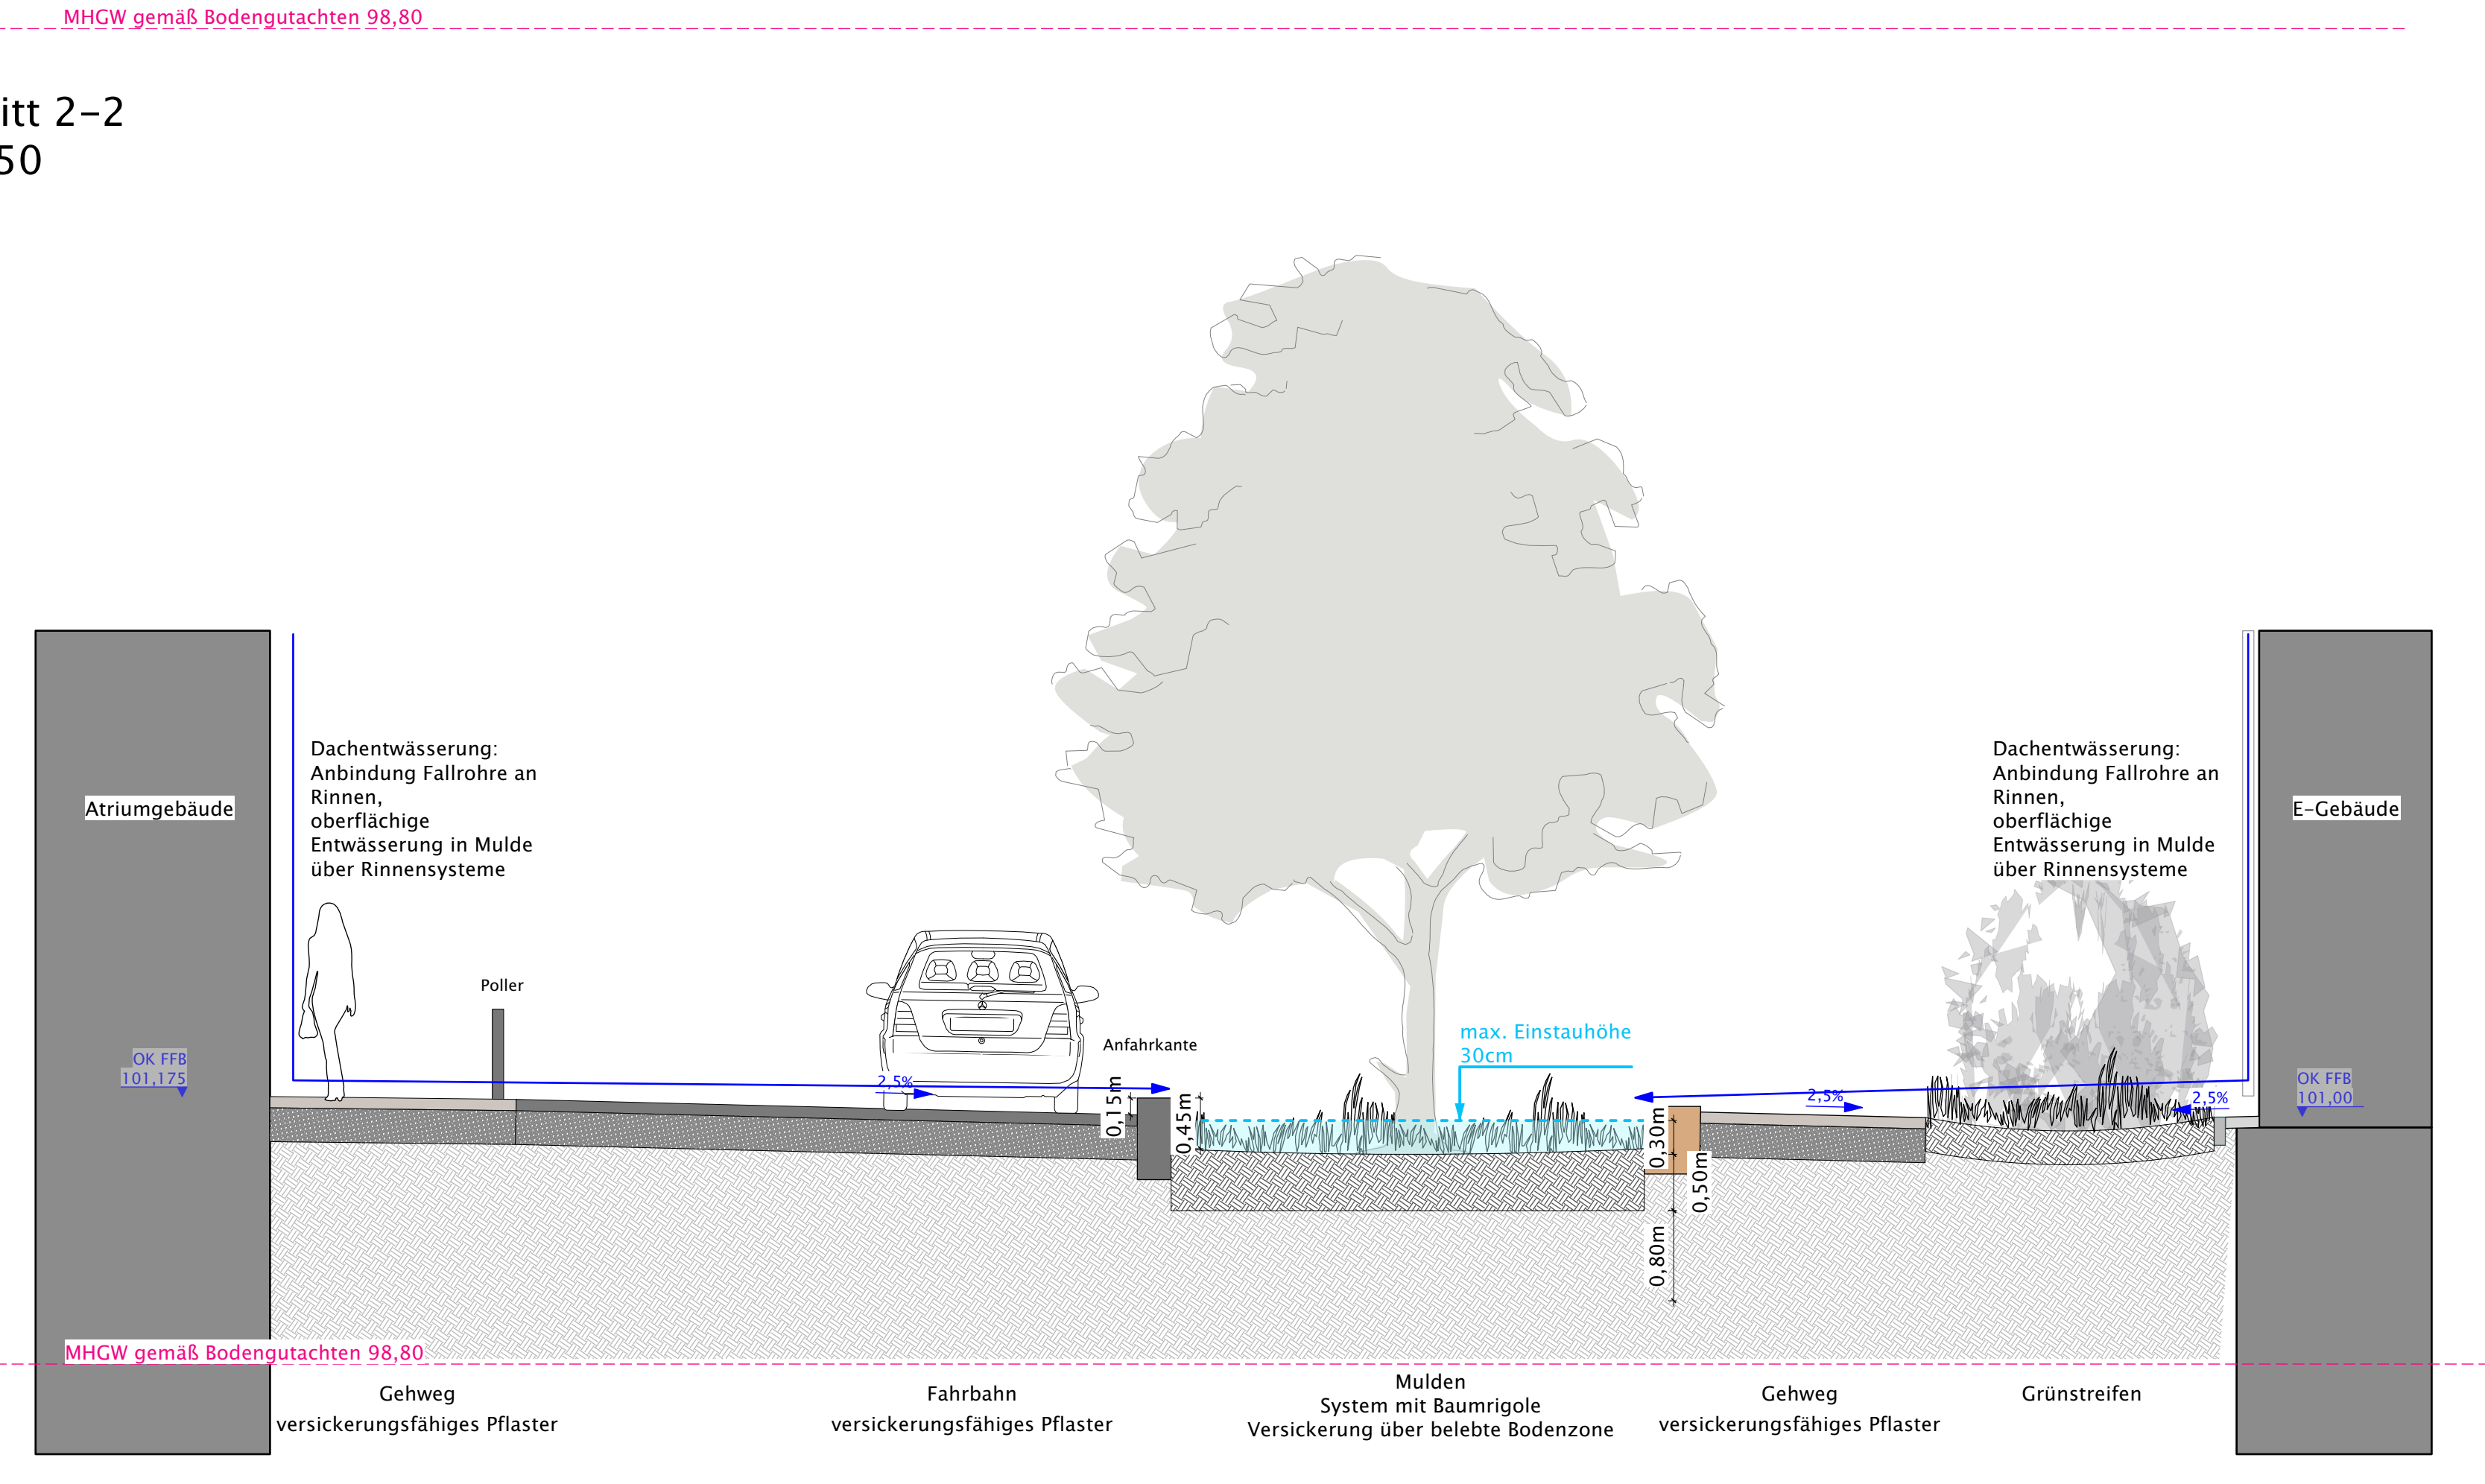 MHGW gemäß Bodengutachten 98,80
itt 2-2
50
Dachentwässerung:
Anbindung Fallrohre an
Rinnen,
oberflächige
Entwässerung in Mulde
über Rinnensysteme
Dachentwässerung:
Anbindung Fallrohre an
Rinnen,
oberflächige
Entwässerung in Mulde
über Rinnensysteme
Atriumgebäude
E-Gebäude
Poller
Anfahrkante
max. Einstauhöhe
30cm
OK FFB
101,175
OK FFB
101,00
2,5%
2,5%
2,5%
0,15m
0,45m
0,30m
0,50m
0,80m
MHGW gemäß Bodengutachten 98,80
Gehweg
versickerungsfähiges Pflaster
Fahrbahn
versickerungsfähiges Pflaster
Mulden
System mit Baumrigole
Versickerung über belebte Bodenzone
Gehweg
versickerungsfähiges Pflaster
Grünstreifen